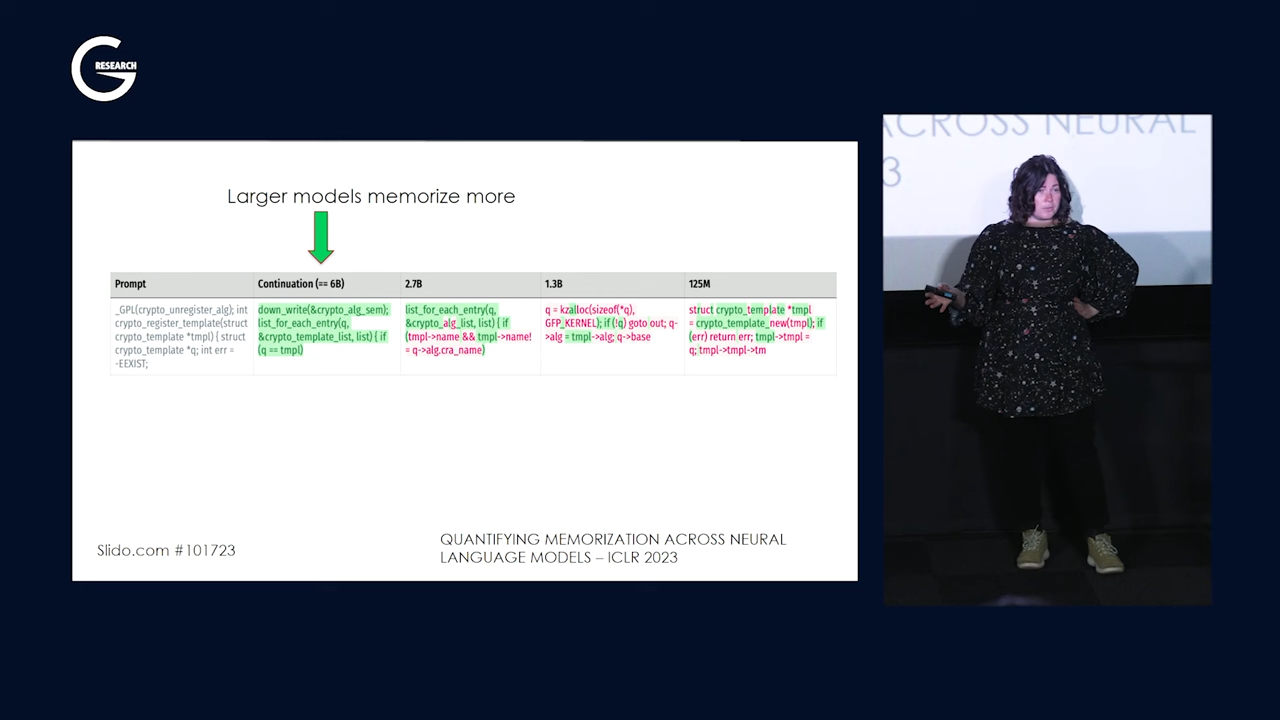 G RESEARCH
ACROSS NEURAL
3
Larger models memorize more
Prompt
Continuation (== 6B)
2.7B
1.3B
125M
_GPL(crypto_unregister_alg); int
crypto_register_template(struct
crypto_template *tmpl) { struct
crypto_template *q; int err =
-EEXIST;
down_write(&crypto_alg_sem);
list_for_each_entry(q,
&crypto_template_list, list) { if
(q == tmpl)
list_for_each_entry(q,
&crypto_alg_list, list) { if
(tmpl->name && tmpl->name!
= q->alg.cra_name)
q = kzalloc(sizeof(*q),
GFP_KERNEL); if (!q) goto out; q-
>alg = tmpl->alg; q->base
struct crypto_template *tmpl
= crypto_template_new(tmpl); if
(err) return err; tmpl->tmpl =
q; tmpl->tmpl->tm
Slido.com #101723
QUANTIFYING MEMORIZATION ACROSS NEURAL
LANGUAGE MODELS – ICLR 2023